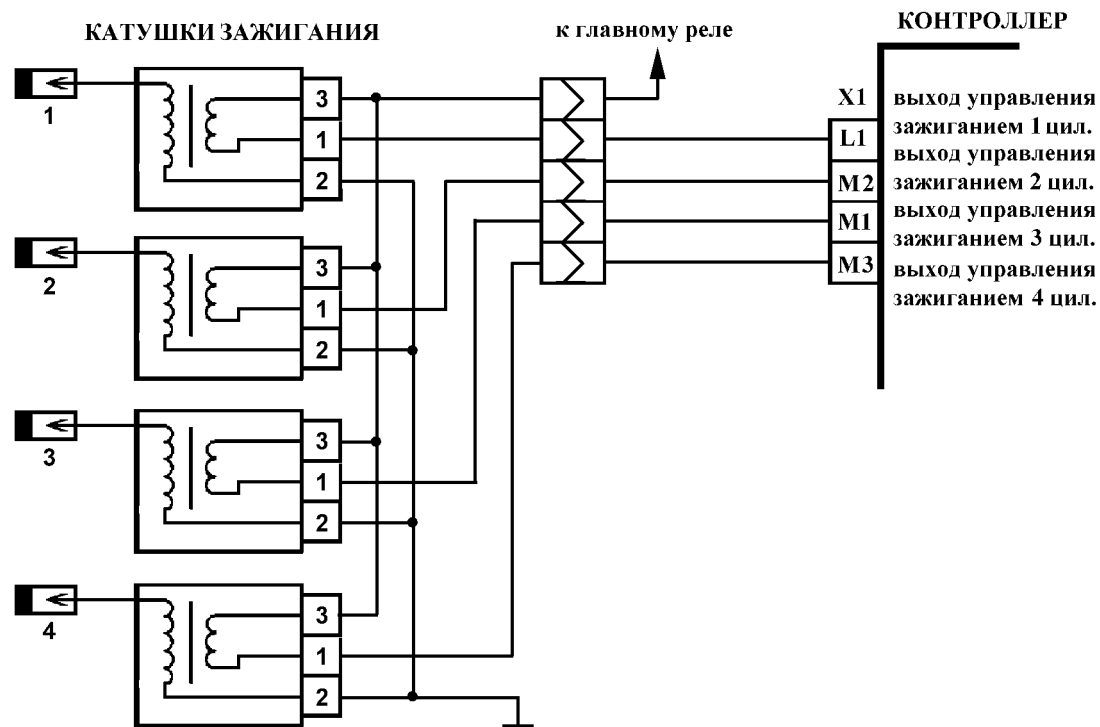 КАТУШКИ ЗАЖИГАНИЯ
к главному реле
КОНТРОЛЛЕР
1
3
1
2
2
3
1
2
3
3
1
2
4
3
1
2
X1
L1
M2
M1
M3
выход управления
зажиганием 1 цил.
выход управления
зажиганием 2 цил.
выход управления
зажиганием 3 цил.
выход управления
зажиганием 4 цил.